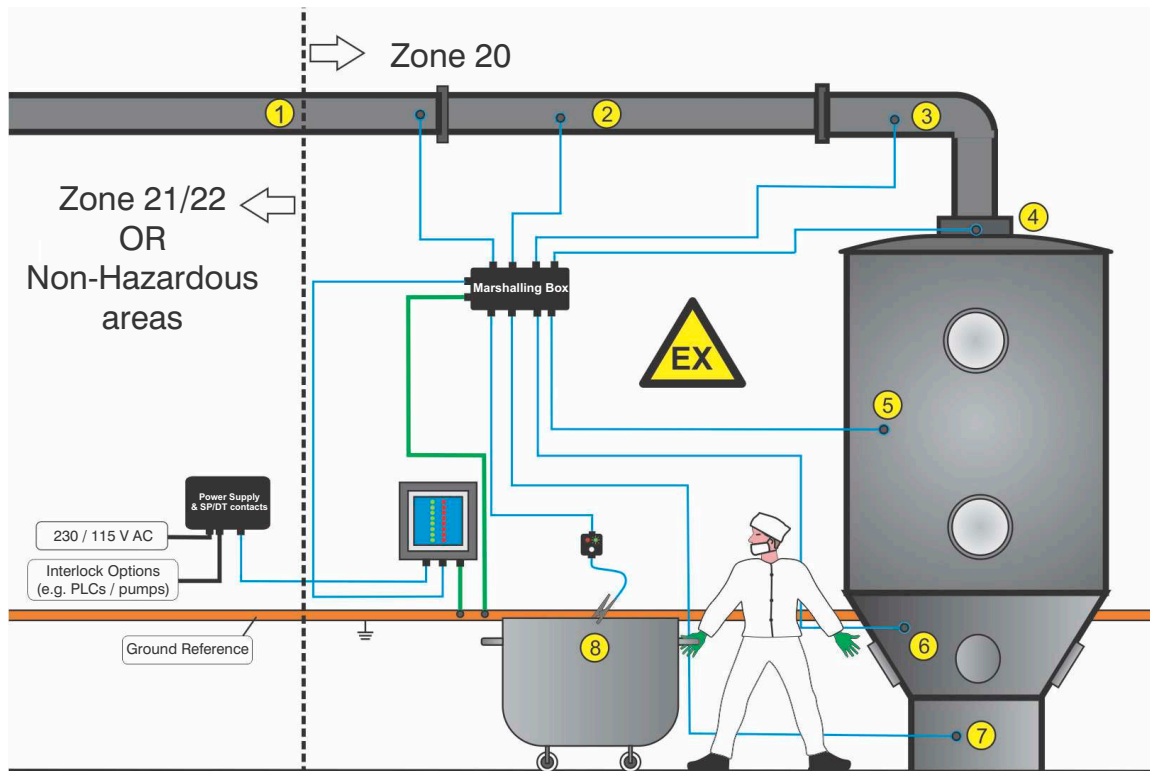 Zone 20
1
2
3
Zone 21/22
OR
Non-Hazardous
areas
4
Marshalling Box
EX
5
Power Supply
& SP/DT contacts
230 / 115 V AC
Interlock Options
(e.g. PLCs / pumps)
Ground Reference
8
6
7